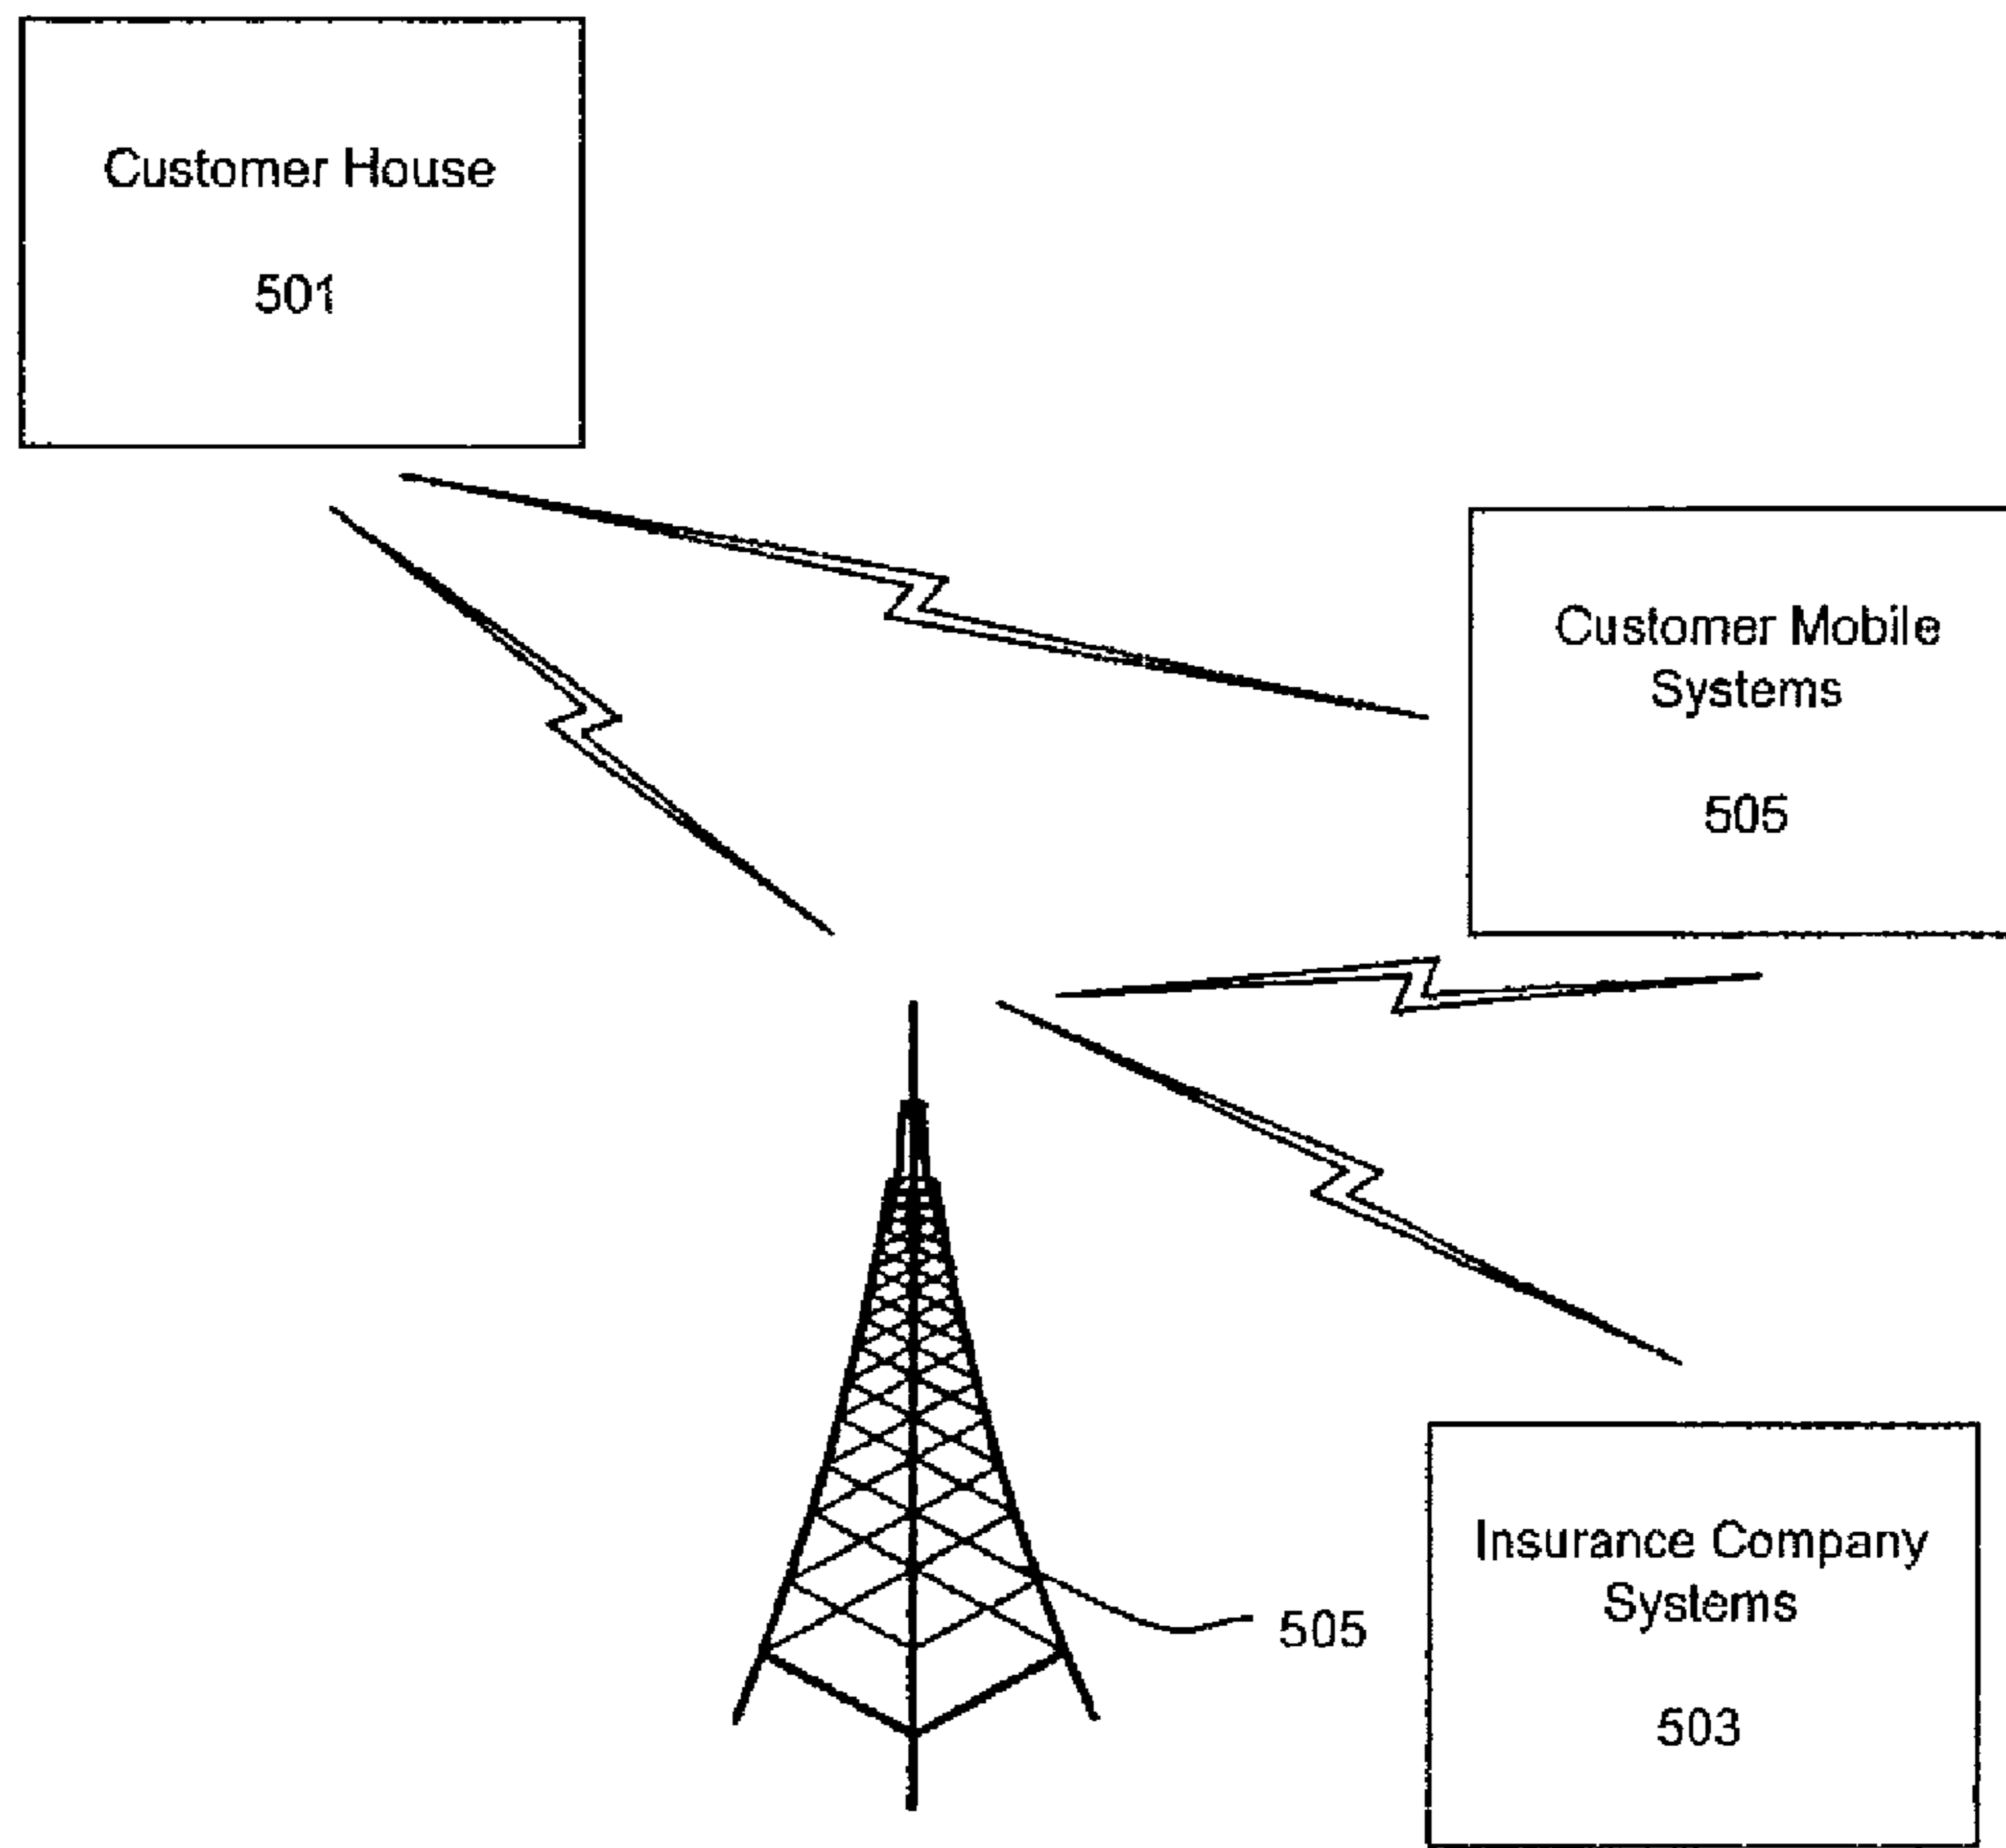 Customer House
501
Customer Mobile
Systems
505
505
Insurance Company
Systems
503